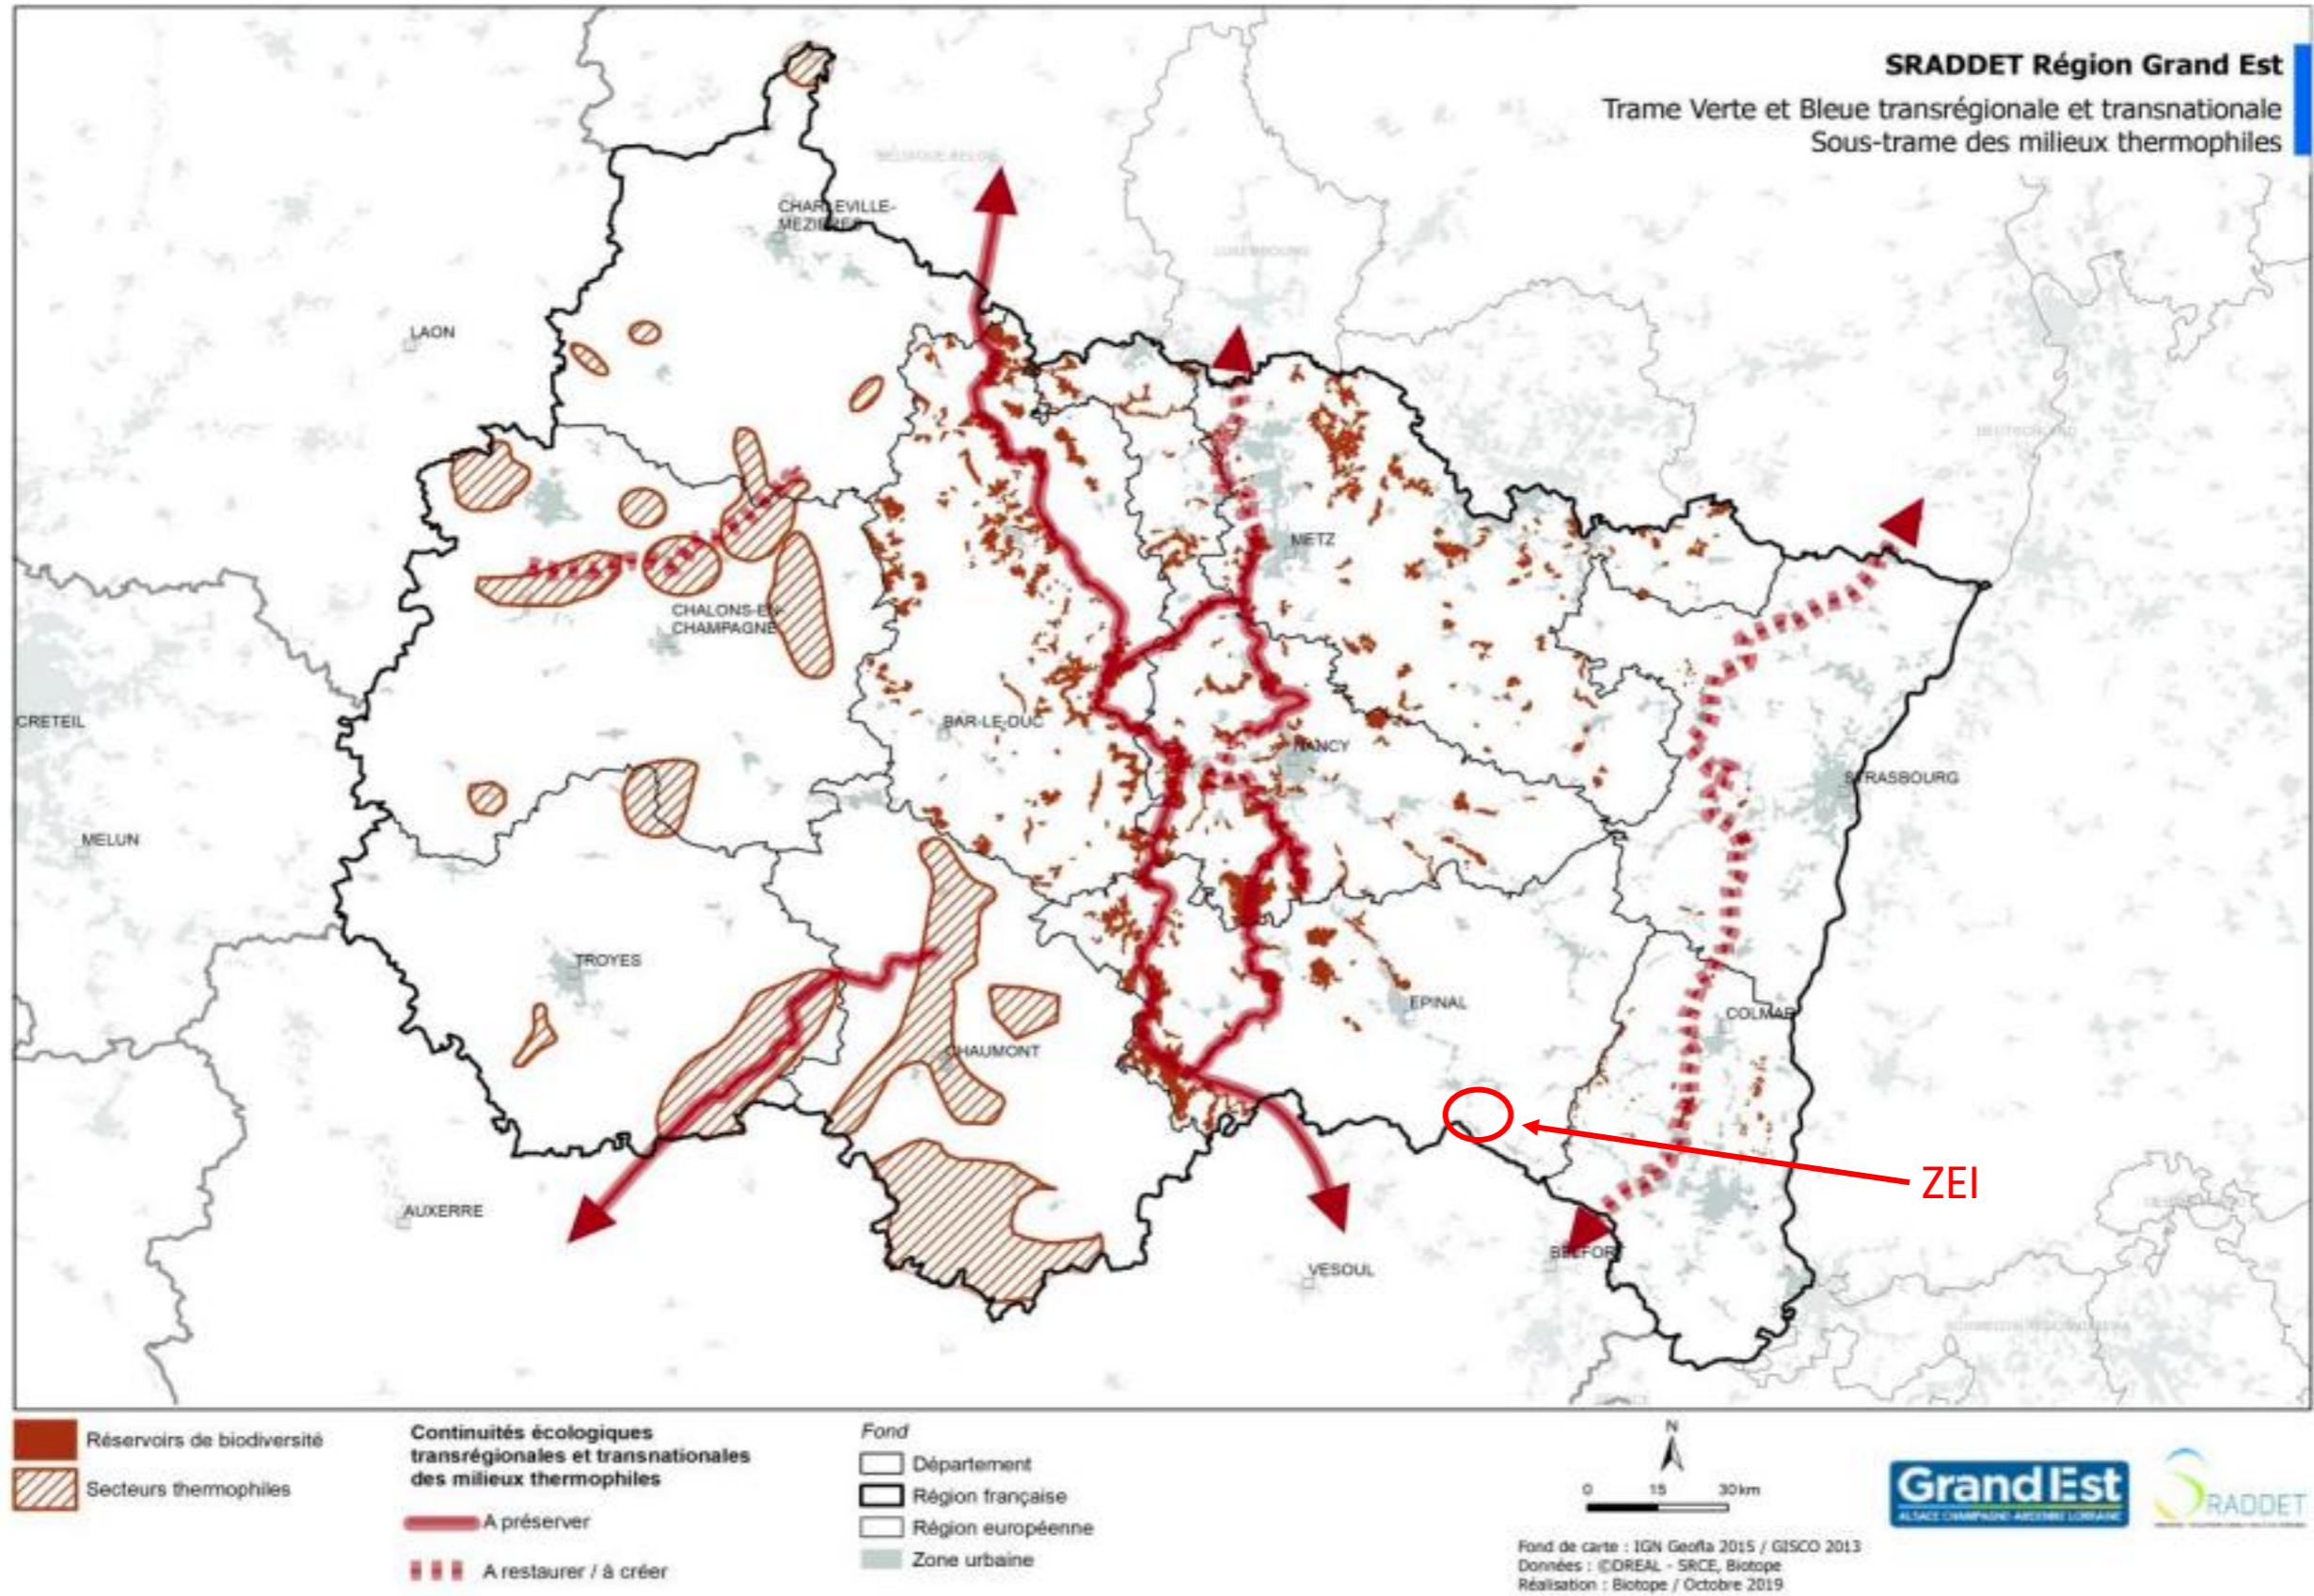 SRADDET Région Grand Est
Trame Verte et Bleue transrégionale et transnationale
Sous-trame des milieux thermophiles
CHARLEVILLE-
MEZIERES
LUXEMBOURG
LAON
DEUTSCHLAND
METZ
CHALONS-EN-
CHAMPAGNE
CRETEIL
BAR-LE-DUC
NANCY
STRASBOURG
MELUN
TROYES
EPINAL
COLMAR
CHAUMONT
ZEI
AUXERRE
BELFORT
VESOUL
Réservoirs de biodiversité
Secteurs thermophiles
Continuités écologiques
transrégionales et transnationales
des milieux thermophiles
A préserver
A restaurer / à créer
Fond
Département
Région française
Région européenne
Zone urbaine
N
0 15 30 km
Fond de carte : IGN Geofla 2015 / GISCO 2013
Données : ©DREAL - SRCE, Biotope
Réalisation : Biotope / Octobre 2019
Grand Est
ALSACE CHAMPAGNE-ARDENNE LORRAINE
SRADDET